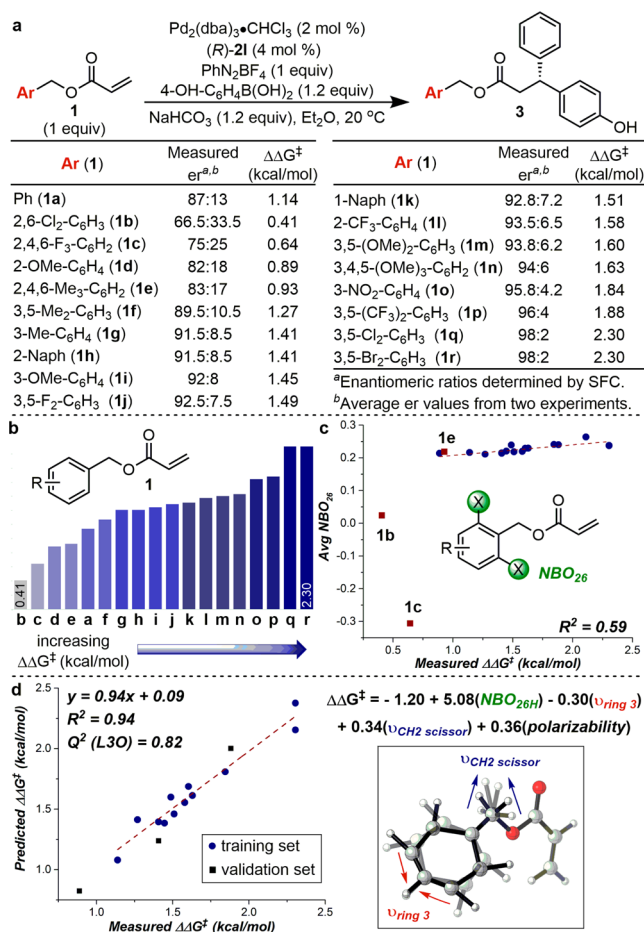 a
Pd2(dba)3•CHCl3 (2 mol %)
(R)-2l (4 mol %)
PhN2BF4 (1 equiv)
4-OH-C6H4B(OH)2 (1.2 equiv)
NaHCO3 (1.2 equiv), Et2O, 20 °C
Ar O O
1
(1 equiv)
Ar O O
3
OH
Ar (1) Measured er a,b ΔΔG‡ (kcal/mol)
Ph (1a) 87:13 1.14
2,6-Cl2-C6H3 (1b) 66.5:33.5 0.41
2,4,6-F3-C6H2 (1c) 75:25 0.64
2-OMe-C6H4 (1d) 82:18 0.89
2,4,6-Me3-C6H2 (1e) 83:17 0.93
3,5-Me2-C6H3 (1f) 89.5:10.5 1.27
3-Me-C6H4 (1g) 91.5:8.5 1.41
2-Naph (1h) 91.5:8.5 1.41
3-OMe-C6H4 (1i) 92:8 1.45
3,5-F2-C6H3 (1j) 92.5:7.5 1.49
Ar (1) Measured er a,b ΔΔG‡ (kcal/mol)
1-Naph (1k) 92.8:7.2 1.51
2-CF3-C6H4 (1l) 93.5:6.5 1.58
3,5-(OMe)2-C6H3 (1m) 93.8:6.2 1.60
3,4,5-(OMe)3-C6H2 (1n) 94:6 1.63
3-NO2-C6H4 (1o) 95.8:4.2 1.84
3,5-(CF3)2-C6H3 (1p) 96:4 1.88
3,5-Cl2-C6H3 (1q) 98:2 2.30
3,5-Br2-C6H3 (1r) 98:2 2.30
aEnantiomeric ratios determined by SFC.
bAverage er values from two experiments.
b
R O O
1
0.41
2.30
b c d e a f g h i j k l m n o p q r
increasing
ΔΔG‡ (kcal/mol)
c
Avg NBO26
0.3
0.2
0.1
0.0
-0.1
-0.2
-0.3
1e
1b
1c
X
O O
R
X
NBO26
R2 = 0.59
0.5 1.0 1.5 2.0 2.5
Measured ΔΔG‡ (kcal/mol)
d
y = 0.94x + 0.09
R2 = 0.94
Q2 (L3O) = 0.82
Predicted ΔΔG‡ (kcal/mol)
2.5
2.0
1.5
1.0
training set
validation set
1.0 1.5 2.0 2.5
Measured ΔΔG‡ (kcal/mol)
ΔΔG‡ = - 1.20 + 5.08(NBO26H) - 0.30(υring 3)
+ 0.34(υCH2 scissor) + 0.36(polarizability)
υCH2 scissor
υring 3